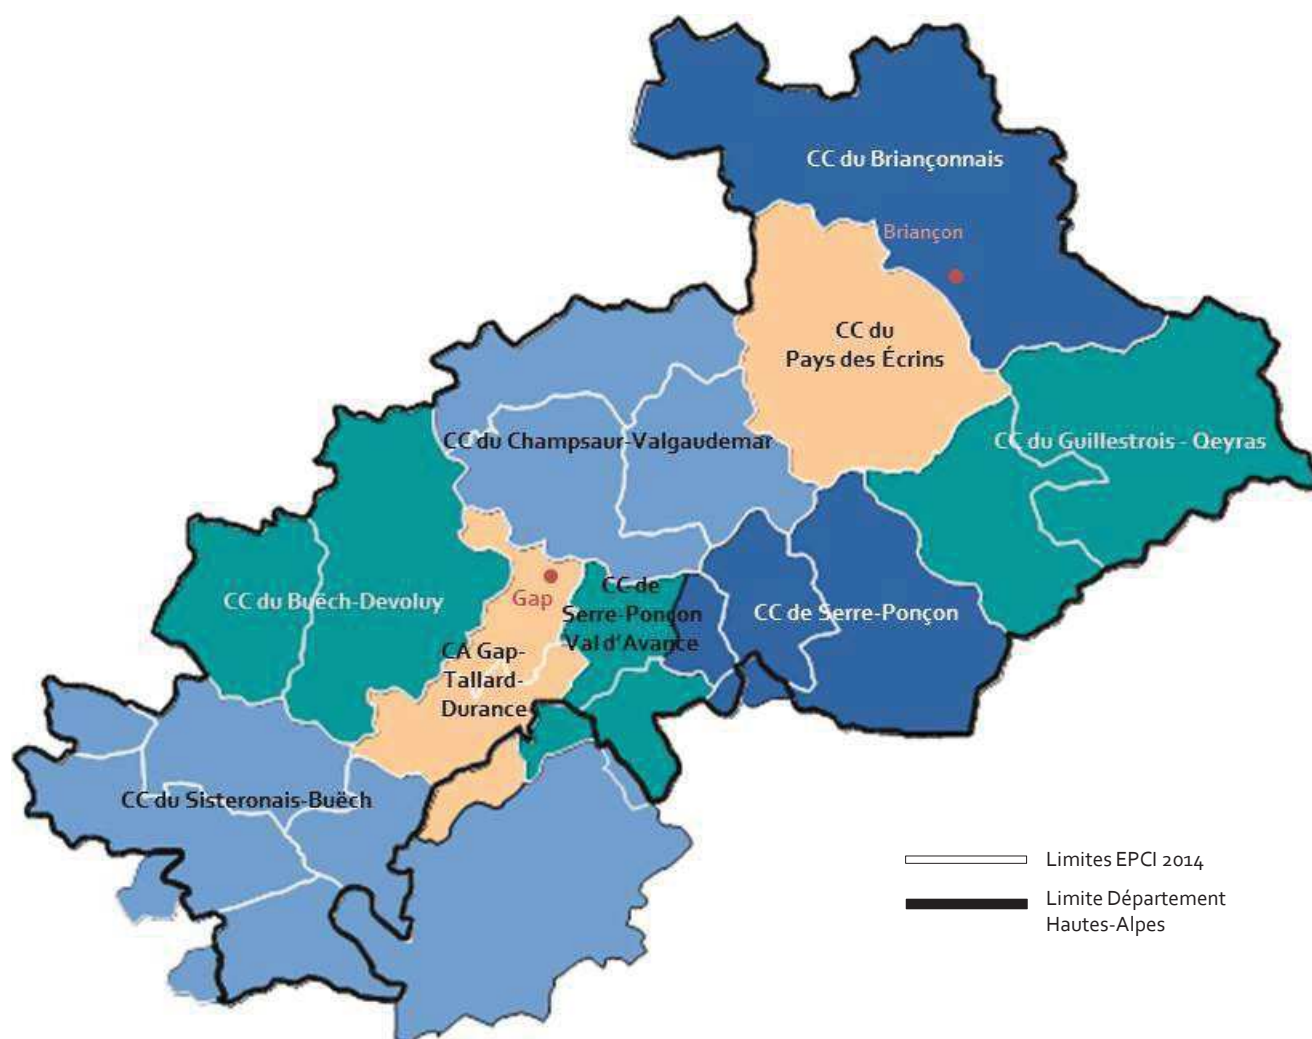 CC du Briançonnais
Briançon
CC du
Pays des Écrins
CC du Champsaur-Valgaudemar
CC du Guillestrois - Qeyras
CC du Buëch-Devoluy
Gap
CC de
Serre-Ponçon
Val d'Avance
CC de Serre-Ponçon
CA Gap-
Tallard-
Durance
CC du Sisteronais-Buëch
Limites EPCI 2014
Limite Département
Hautes-Alpes